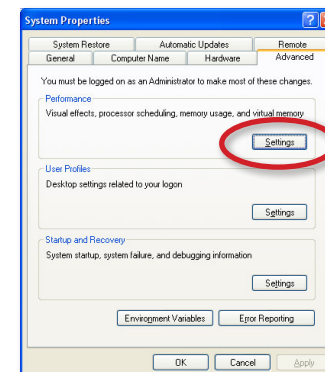 System Properties
System Restore Automatic Updates Remote
General Computer Name Hardware Advanced
You must be logged on as an Administrator to make most of these changes.
Performance
Visual effects, processor scheduling, memory usage, and virtual memory
Settings
User Profiles
Desktop settings related to your logon
Settings
Startup and Recovery
System startup, system failure, and debugging information
Settings
Environment Variables Error Reporting
OK Cancel Apply